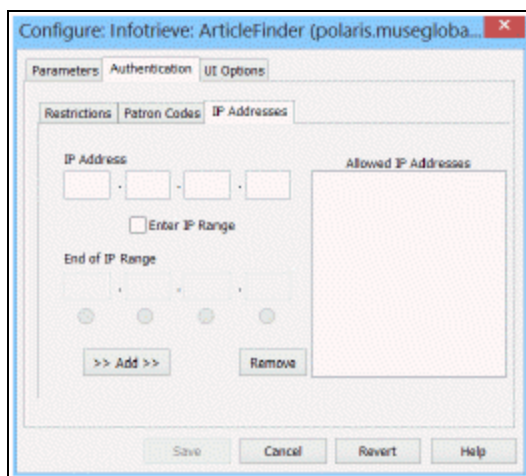 Configure: Infotrieve: ArticleFinder (polaris.musegloba...
Parameters Authentication UI Options
Restrictions Patron Codes IP Addresses
IP Address
Allowed IP Addresses
. . .
Enter IP Range
End of IP Range
. . .
>> Add >> Remove
Save Cancel Revert Help